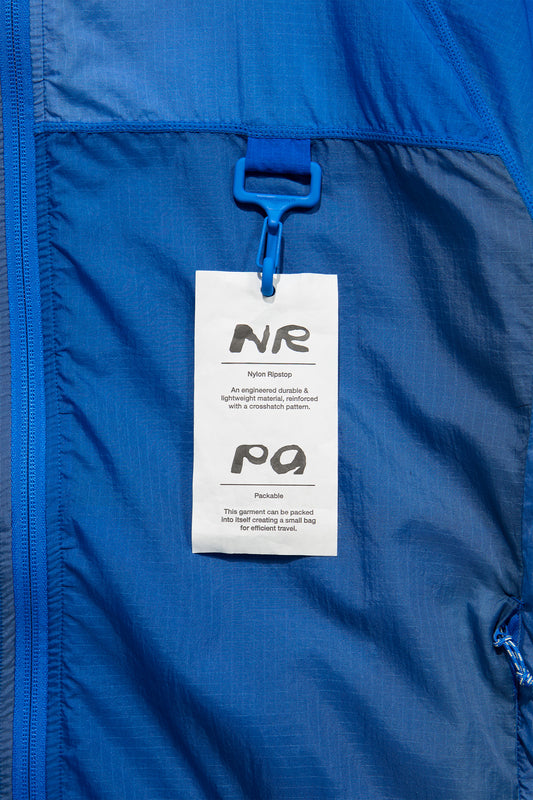 NR
Nylon Ripstop
An engineered durable &
lightweight material, reinforced
with a crosshatch pattern.
Pa
Packable
This garment can be packed
into itself creating a small bag
for efficient travel.